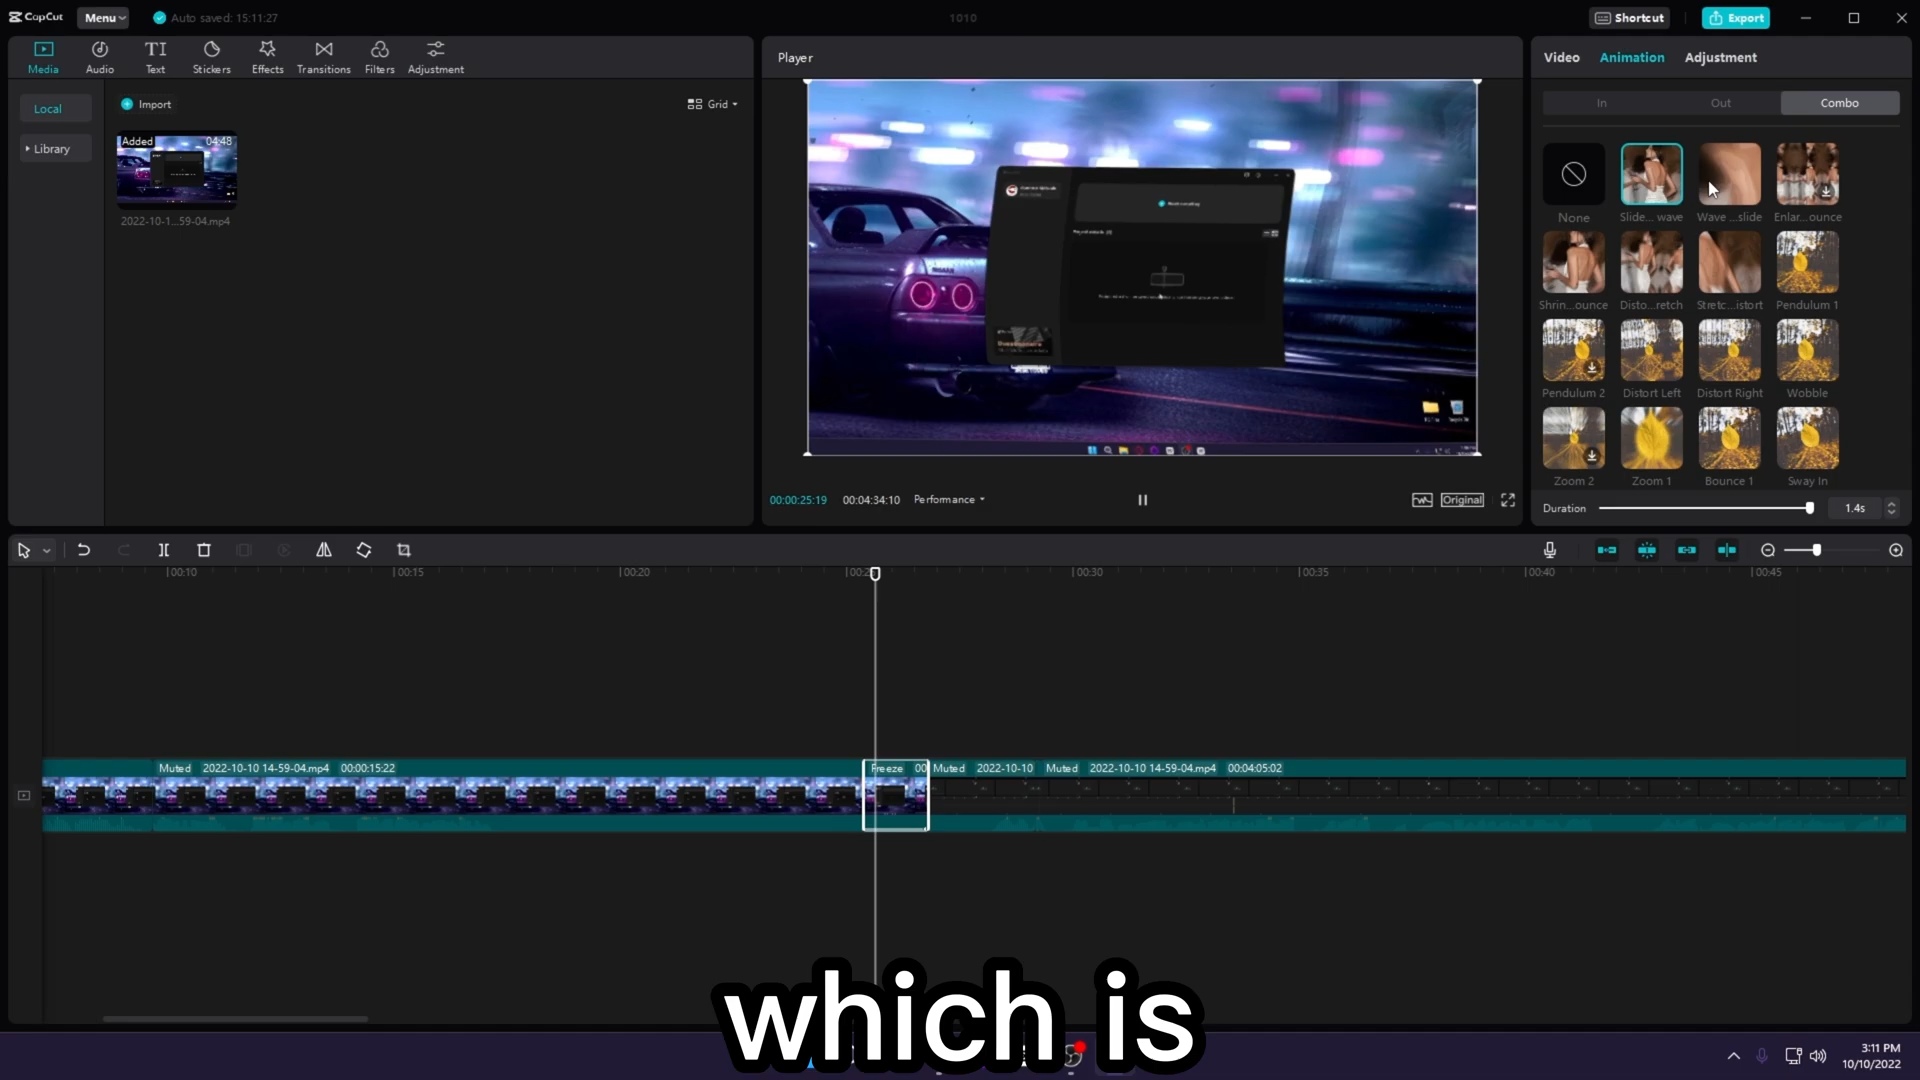 CapCut
Menu
Auto saved: 15:11:27
1010
Shortcut
Export
Media
Audio
Text
Stickers
Effects
Transitions
Filters
Adjustment
Local
Library
Import
Grid
Added
04:48
2022-10-1...59-04.mp4
Player
00:00:25:19
00:04:34:10
Performance
Original
Video
Animation
Adjustment
In
Out
Combo
None
Slide... wave
Wave ...slide
Enlar...ounce
Shrin...ounce
Disto...retch
Stretc...istort
Pendulum 1
Pendulum 2
Distort Left
Distort Right
Wobble
Zoom 2
Zoom 1
Bounce 1
Sway In
Duration
1.4s
00:10
00:15
00:20
00:25
00:30
00:35
00:40
00:45
Muted 2022-10-10 14-59-04.mp4 00:00:15:22
Freeze 00
Muted 2022-10-10
Muted 2022-10-10 14-59-04.mp4 00:04:05:02
which is
3:11 PM
10/10/2022